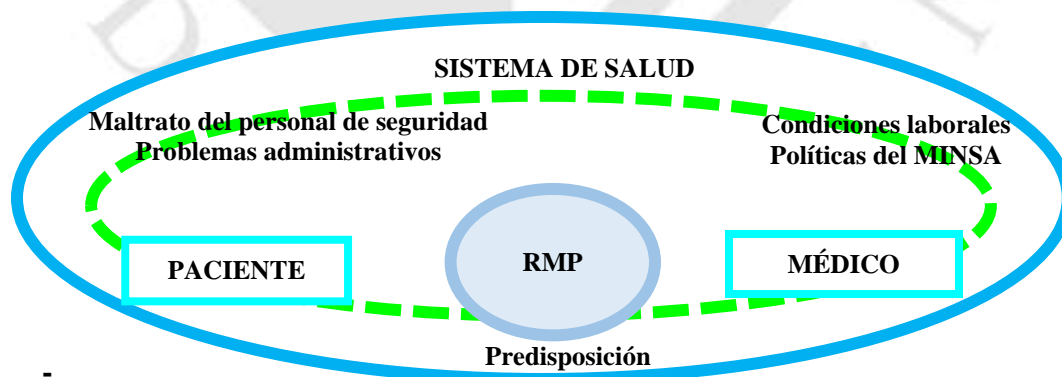 SISTEMA DE SALUD
Maltrato del personal de seguridad
Problemas administrativos
Condiciones laborales
Políticas del MINSA
PACIENTE
RMP
MÉDICO
Predisposición
-